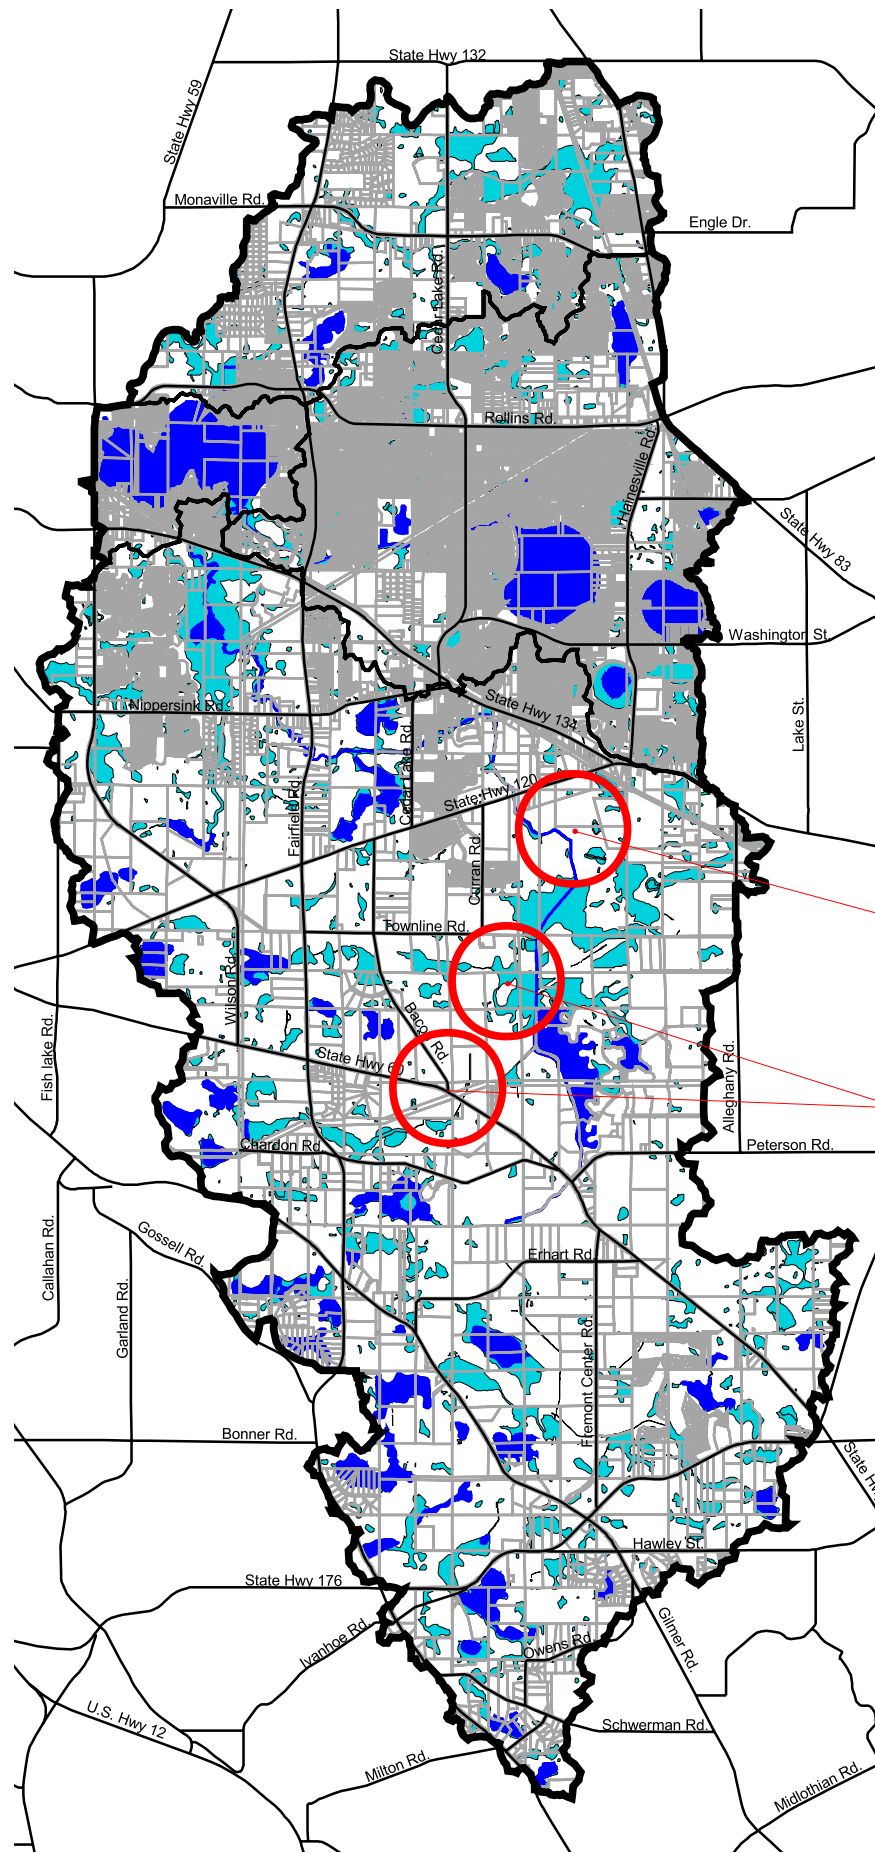 State Hwy 132
State Hwy 59
Monaville Rd.
Engle Dr.
Cedar Lake Rd.
Rollins Rd.
Hainesville Rd.
State Hwy 83
Washington St.
Nippersink Rd.
State Hwy 134
Lake St.
Cedar Lake Rd.
State Hwy 120
Fairfield Rd.
Curran Rd.
Townline Rd.
Wilson Rd.
Bacon Rd.
Fish lake Rd.
State Hwy 60
Alleghany Rd.
Chardon Rd.
Peterson Rd.
Callahan Rd.
Gossell Rd.
Erhart Rd.
Garland Rd.
Fremont Center Rd.
Bonner Rd.
State Hw
Hawley St.
State Hwy 176
Ivanhoe Rd.
Owens Rd.
Gilmer Rd.
U.S. Hwy 12
Schwerman Rd.
Milton Rd.
Midlothian Rd.